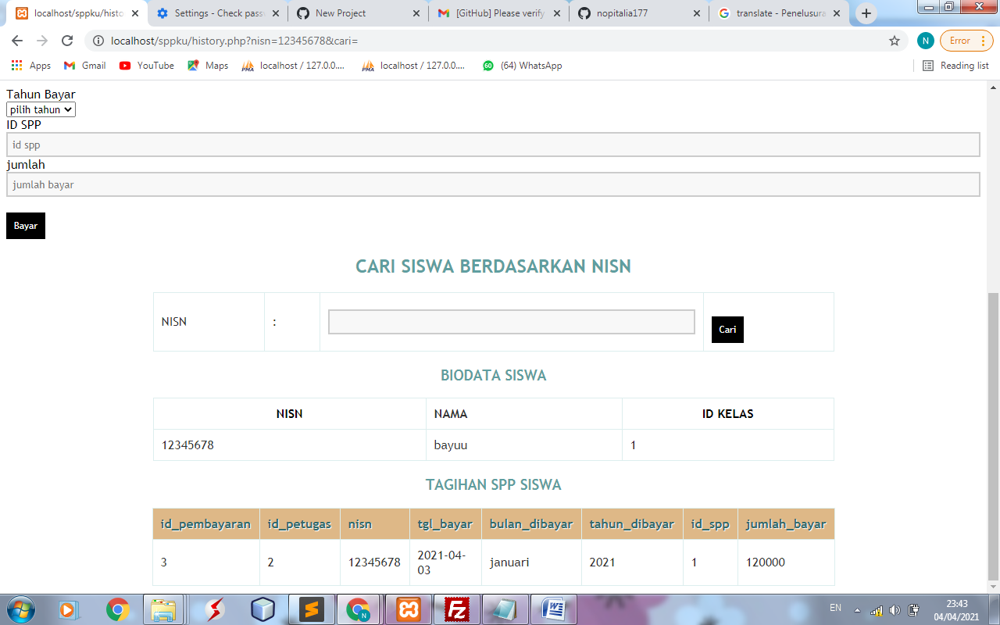 localhost/sppku/histo
Settings - Check passw
New Project
[GitHub] Please verify
nopitalia177
translate - Penelusura
localhost/sppku/history.php?nisn=12345678&cari=
N
Error
Apps
Gmail
YouTube
Maps
localhost / 127.0.0....
localhost / 127.0.0....
(64) WhatsApp
Reading list
Tahun Bayar
pilih tahun
ID SPP
id spp
jumlah
jumlah bayar
Bayar
CARI SISWA BERDASARKAN NISN
NISN : Cari
BIODATA SISWA
NISN NAMA ID KELAS
12345678 bayuu 1
TAGIHAN SPP SISWA
id_pembayaran id_petugas nisn tgl_bayar bulan_dibayar tahun_dibayar id_spp jumlah_bayar
3 2 12345678 2021-04-03 januari 2021 1 120000
EN
23:43
04/04/2021